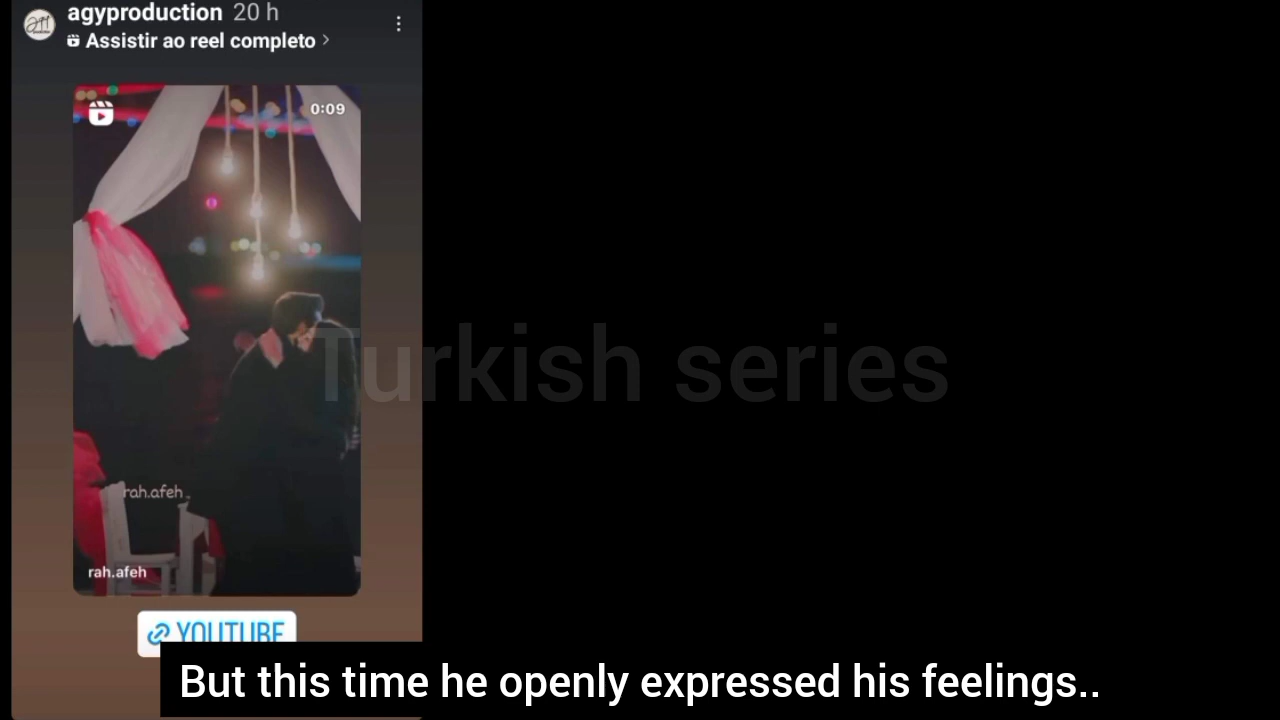 agyproduction 20 h
Assistir ao reel completo >
0:09
Turkish series
rah.afeh
rah.afeh
YOUTUBE
But this time he openly expressed his feelings..